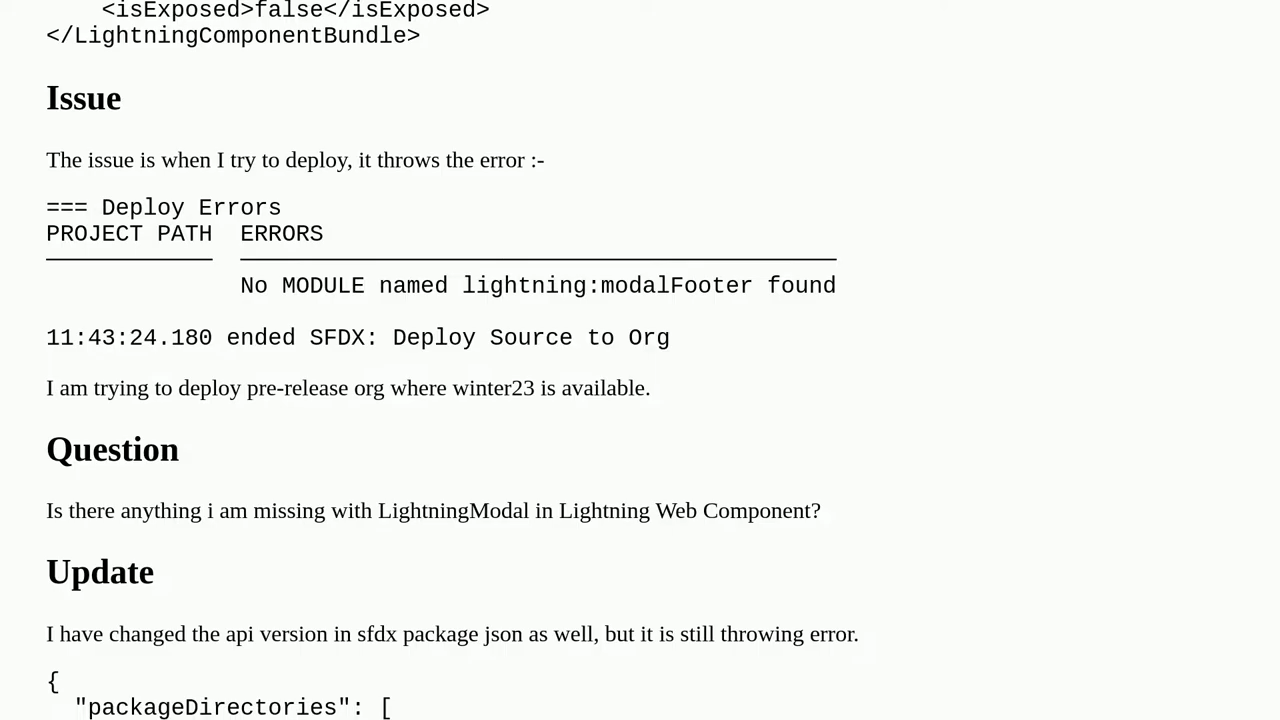 <isExposed>false</isExposed>
</LightningComponentBundle>
Issue
The issue is when I try to deploy, it throws the error :-
=== Deploy Errors
PROJECT PATH  ERRORS
──────────── ───────────────────────────────────────────
              No MODULE named lightning:modalFooter found
11:43:24.180 ended SFDX: Deploy Source to Org
I am trying to deploy pre-release org where winter23 is available.
Question
Is there anything i am missing with LightningModal in Lightning Web Component?
Update
I have changed the api version in sfdx package json as well, but it is still throwing error.
{
  "packageDirectories": [